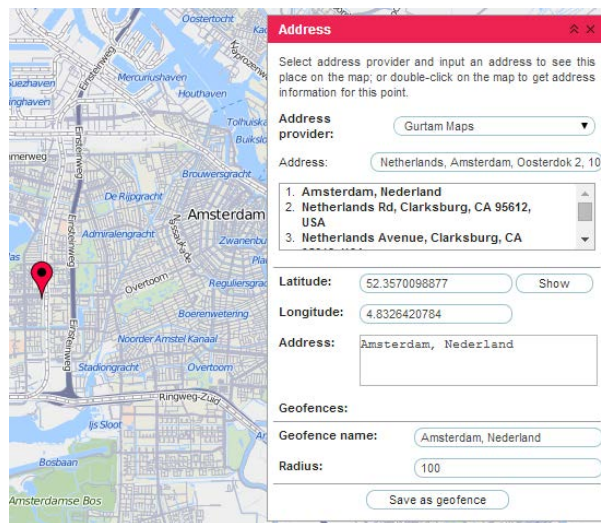 Oostertocht
Kad
Klaprozenw
Einsteinweg
Mercuriushaven
Houthaven
Tolhuiska
Buiksl
Einsteinweg
Brouwersgracht
De Rijpgracht
Amsterdam
Admiralengracht
Nassaukade
Zwanenbu
Overtoom
Reguliersgrac
Einsteinweg
Boerenwetering
Noorder Amstel Kanaal
Stadiongracht
Overtoom
Ringweg-Zuid
Ijs Sloot
Bosbaan
Amsterdamse Bos
Address
Select address provider and input an address to see this
place on the map; or double-click on the map to get address
information for this point.
Address
provider:
Gurtam Maps
Address:
Netherlands, Amsterdam, Oosterdok 2, 10
1. Amsterdam, Nederland
2. Netherlands Rd, Clarksburg, CA 95612,
USA
3. Netherlands Avenue, Clarksburg, CA
Latitude:
52.3570098877
Show
Longitude:
4.8326420784
Address:
Amsterdam, Nederland
Geofences:
Geofence name:
Amsterdam, Nederland
Radius:
100
Save as geofence